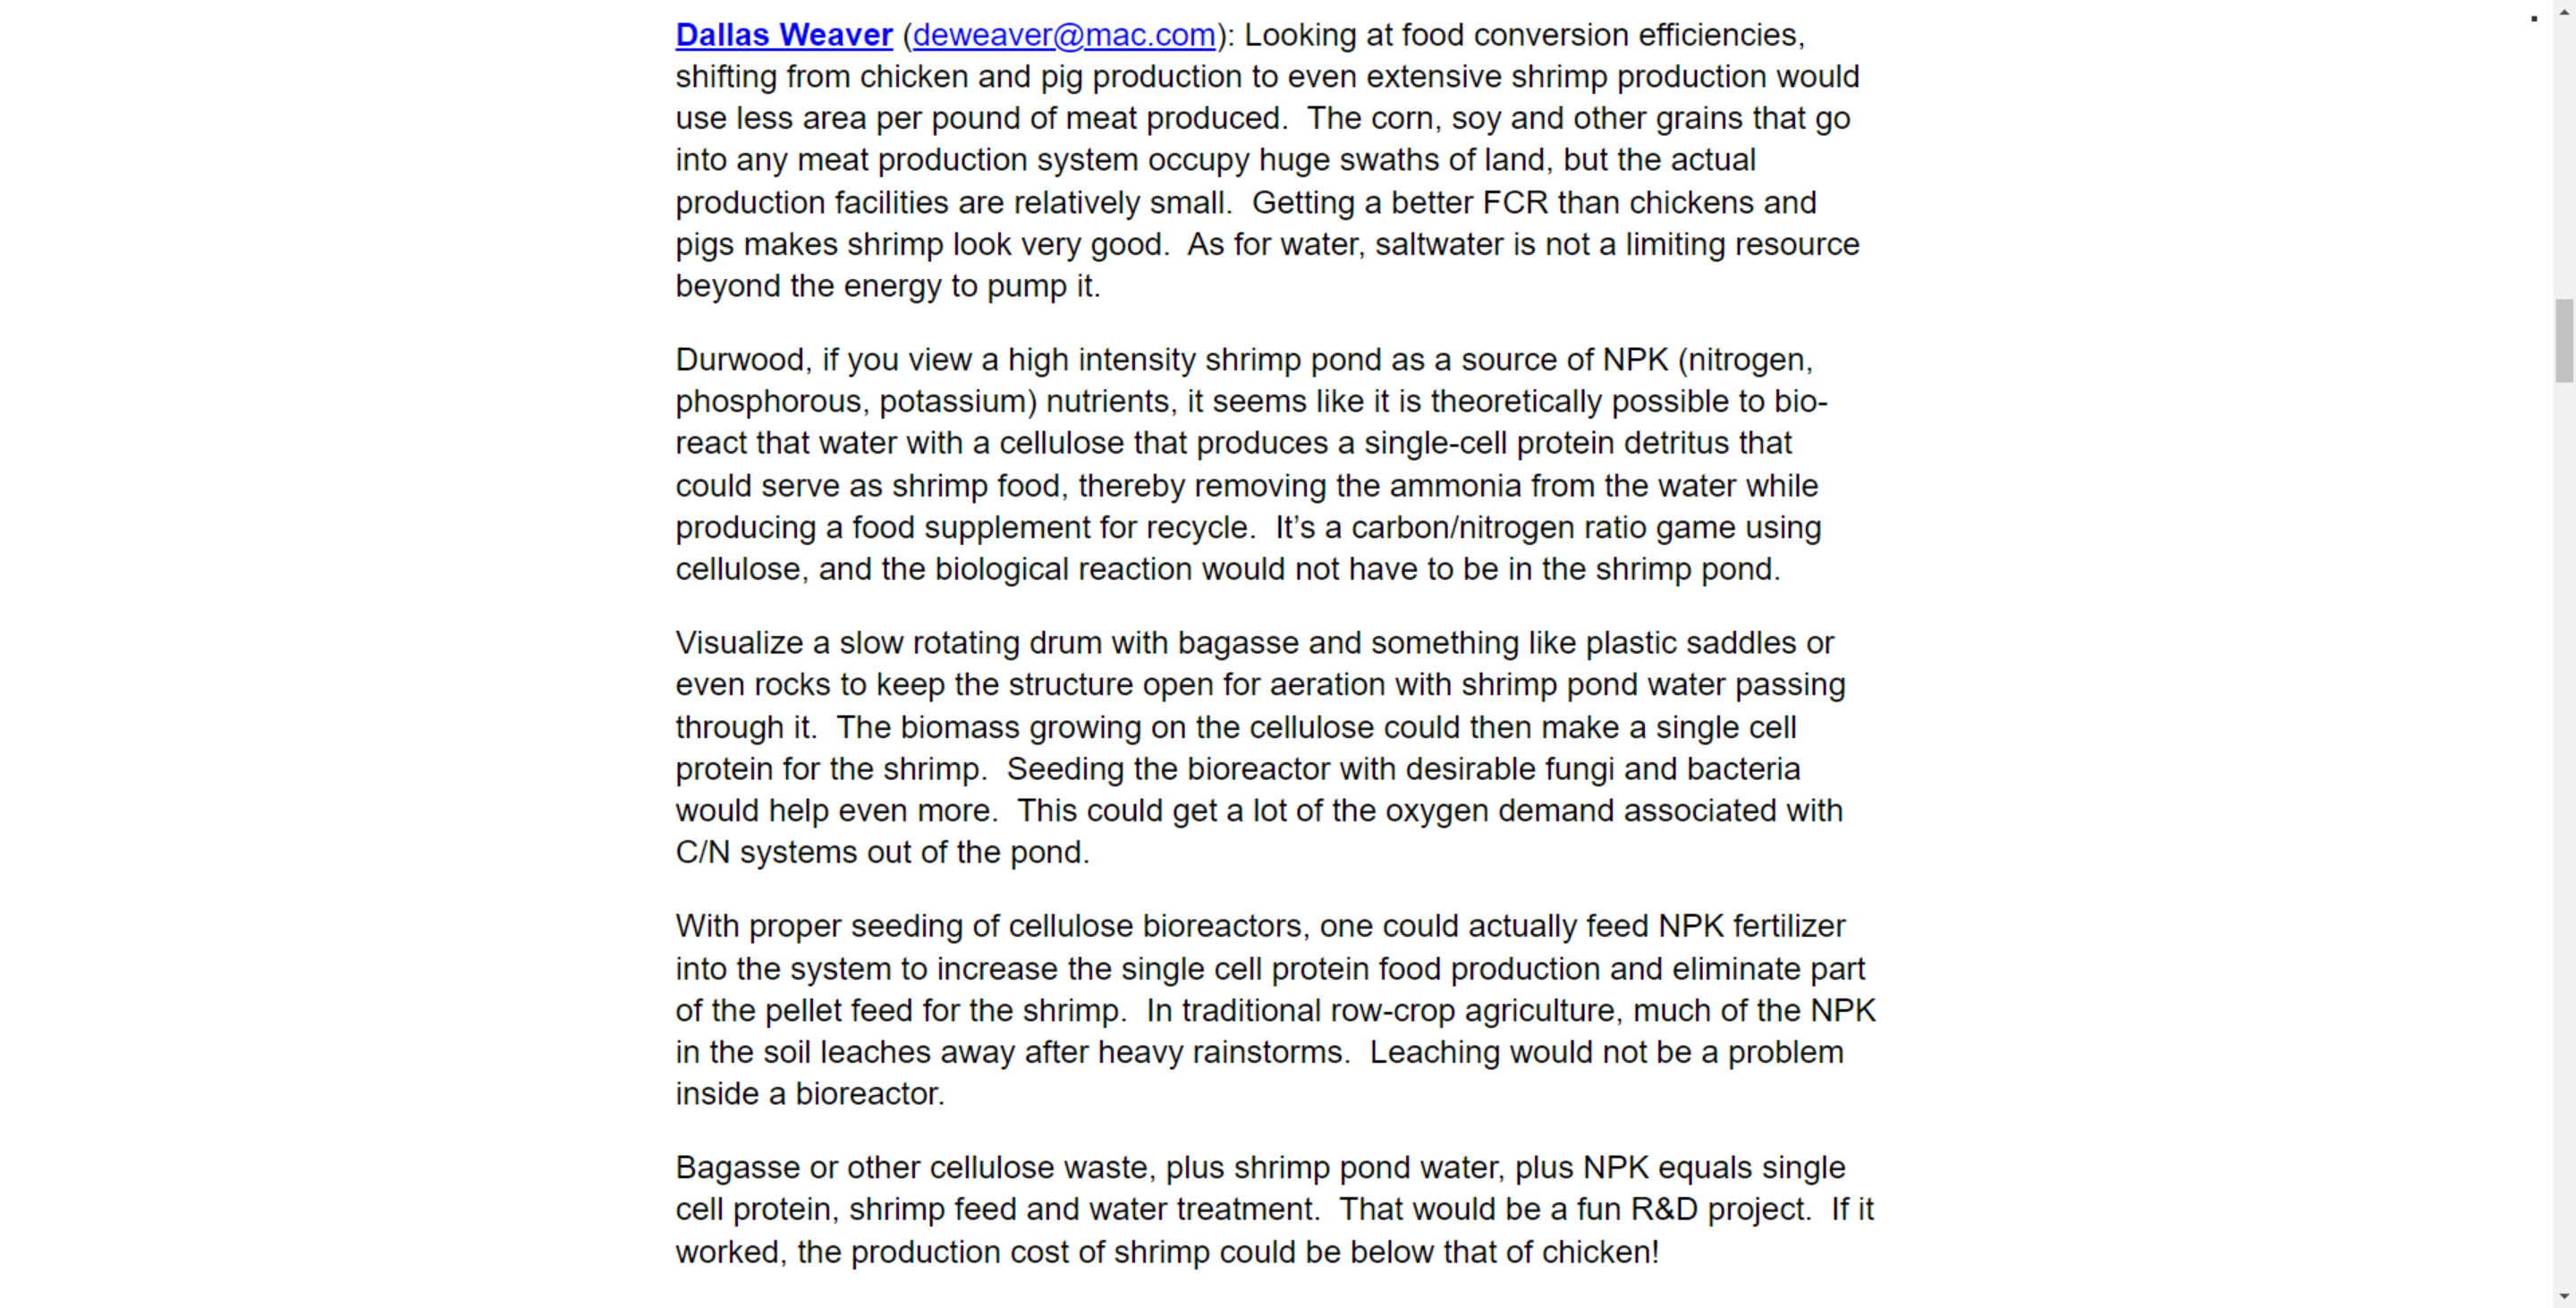 Dallas Weaver (deweaver@mac.com): Looking at food conversion efficiencies,
shifting from chicken and pig production to even extensive shrimp production would
use less area per pound of meat produced.  The corn, soy and other grains that go
into any meat production system occupy huge swaths of land, but the actual
production facilities are relatively small.  Getting a better FCR than chickens and
pigs makes shrimp look very good.  As for water, saltwater is not a limiting resource
beyond the energy to pump it.
Durwood, if you view a high intensity shrimp pond as a source of NPK (nitrogen,
phosphorous, potassium) nutrients, it seems like it is theoretically possible to bio-
react that water with a cellulose that produces a single-cell protein detritus that
could serve as shrimp food, thereby removing the ammonia from the water while
producing a food supplement for recycle.  It’s a carbon/nitrogen ratio game using
cellulose, and the biological reaction would not have to be in the shrimp pond.
Visualize a slow rotating drum with bagasse and something like plastic saddles or
even rocks to keep the structure open for aeration with shrimp pond water passing
through it.  The biomass growing on the cellulose could then make a single cell
protein for the shrimp.  Seeding the bioreactor with desirable fungi and bacteria
would help even more.  This could get a lot of the oxygen demand associated with
C/N systems out of the pond.
With proper seeding of cellulose bioreactors, one could actually feed NPK fertilizer
into the system to increase the single cell protein food production and eliminate part
of the pellet feed for the shrimp.  In traditional row-crop agriculture, much of the NPK
in the soil leaches away after heavy rainstorms.  Leaching would not be a problem
inside a bioreactor.
Bagasse or other cellulose waste, plus shrimp pond water, plus NPK equals single
cell protein, shrimp feed and water treatment.  That would be a fun R&D project.  If it
worked, the production cost of shrimp could be below that of chicken!